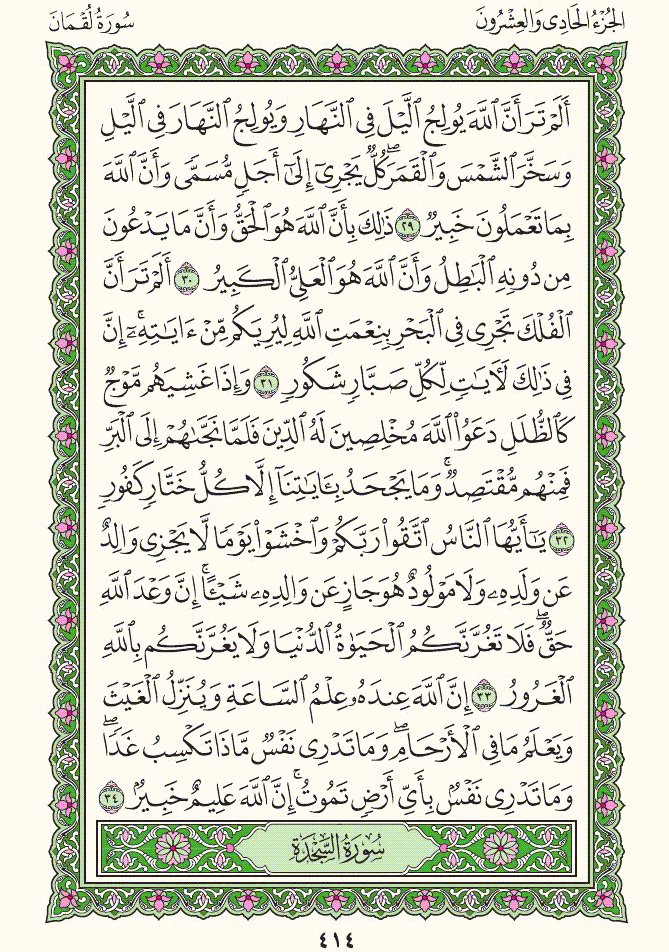 الجُزْءُ الحَادِى وَالعِشْرُونَ
سُورَةُ لُقْمَانَ
أَلَمْ تَرَ أَنَّ ٱللَّهَ يُولِجُ ٱلَّيْلَ فِى ٱلنَّهَارِ وَيُولِجُ ٱلنَّهَارَ فِى ٱلَّيْلِ
وَسَخَّرَ ٱلشَّمْسَ وَٱلْقَمَرَۖ كُلٌّ يَجْرِىٓ إِلَىٰٓ أَجَلٍ مُّسَمًّى وَأَنَّ ٱللَّهَ
بِمَا تَعْمَلُونَ خَبِيرٌ ٢٩ ذَٰلِكَ بِأَنَّ ٱللَّهَ هُوَ ٱلْحَقُّ وَأَنَّ مَا يَدْعُونَ
مِن دُونِهِ ٱلْبَٰطِلُ وَأَنَّ ٱللَّهَ هُوَ ٱلْعَلِىُّ ٱلْكَبِيرُ ٣٠ أَلَمْ تَرَ أَنَّ
ٱلْفُلْكَ تَجْرِى فِى ٱلْبَحْرِ بِنِعْمَتِ ٱللَّهِ لِيُرِيَكُم مِّنْ ءَايَٰتِهِۦٓۚ إِنَّ
فِى ذَٰلِكَ لَءَايَٰتٍ لِّكُلِّ صَبَّارٍ شَكُورٍ ٣١ وَإِذَا غَشِيَهُم مَّوْجٌ
كَٱلظُّلَلِ دَعَوُا۟ ٱللَّهَ مُخْلِصِينَ لَهُ ٱلدِّينَ فَلَمَّا نَجَّىٰهُمْ إِلَى ٱلْبَرِّ
فَمِنْهُم مُّقْتَصِدٌۚ وَمَا يَجْحَدُ بِـَٔايَٰتِنَآ إِلَّا كُلُّ خَتَّارٍ كَفُورٍ
٣٢ يَٰٓأَيُّهَا ٱلنَّاسُ ٱتَّقُوا۟ رَبَّكُمْ وَٱخْشَوْا۟ يَوْمًا لَّا يَجْزِى وَالِدٌ
عَن وَلَدِهِۦ وَلَا مَوْلُودٌ هُوَ جَازٍ عَن وَالِدِهِۦ شَيْـًٔاۚ إِنَّ وَعْدَ ٱللَّهِ
حَقٌّۖ فَلَا تَغُرَّنَّكُمُ ٱلْحَيَوٰةُ ٱلدُّنْيَا وَلَا يَغُرَّنَّكُم بِٱللَّهِ
ٱلْغَرُورُ ٣٣ إِنَّ ٱللَّهَ عِندَهُۥ عِلْمُ ٱلسَّاعَةِ وَيُنَزِّلُ ٱلْغَيْثَ
وَيَعْلَمُ مَا فِى ٱلْأَرْحَامِۖ وَمَا تَدْرِى نَفْسٌ مَّاذَا تَكْسِبُ غَدًاۖ
وَمَا تَدْرِى نَفْسٌۢ بِأَىِّ أَرْضٍ تَمُوتُۚ إِنَّ ٱللَّهَ عَلِيمٌ خَبِيرٌۢ ٣٤
سُورَةُ السَّجْدَةِ
٤١٤